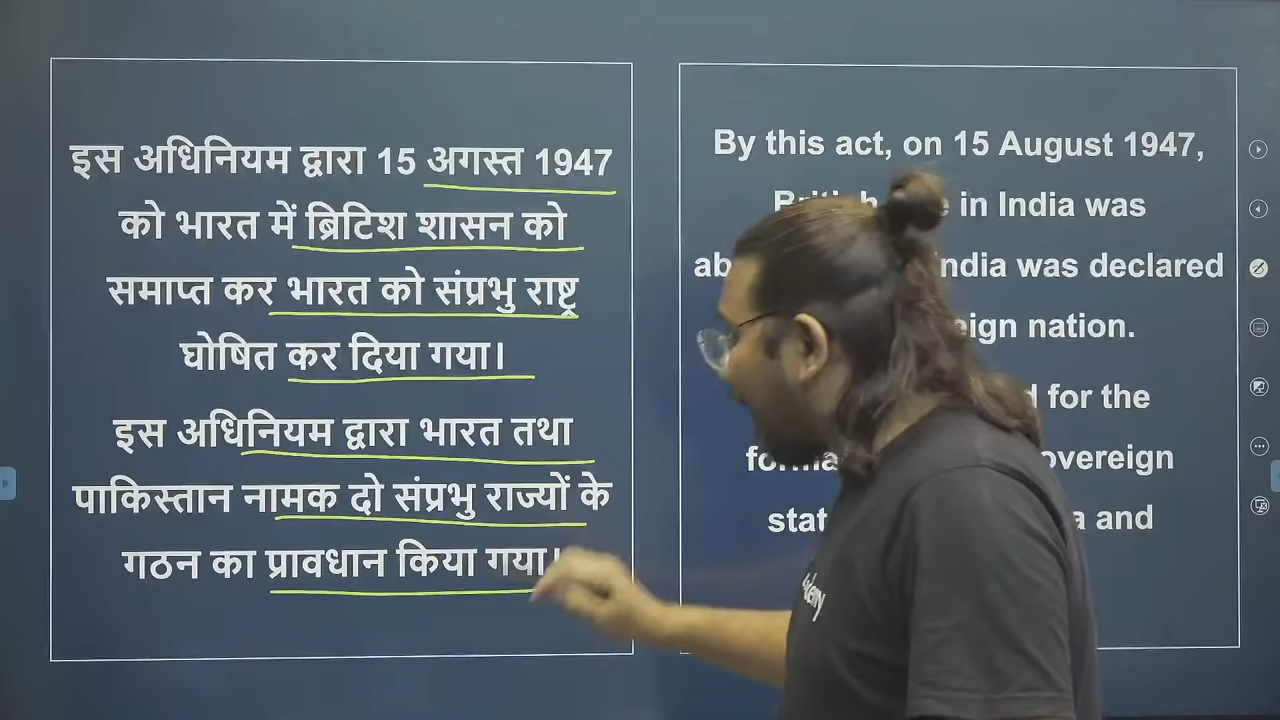 इस अधिनियम द्वारा 15 अगस्त 1947
को भारत में ब्रिटिश शासन को
समाप्त कर भारत को संप्रभु राष्ट्र
घोषित कर दिया गया।
इस अधिनियम द्वारा भारत तथा
पाकिस्तान नामक दो संप्रभु राज्यों के
गठन का प्रावधान किया गया।
By this act, on 15 August 1947,
in India was
India was declared
nation.
for the
and